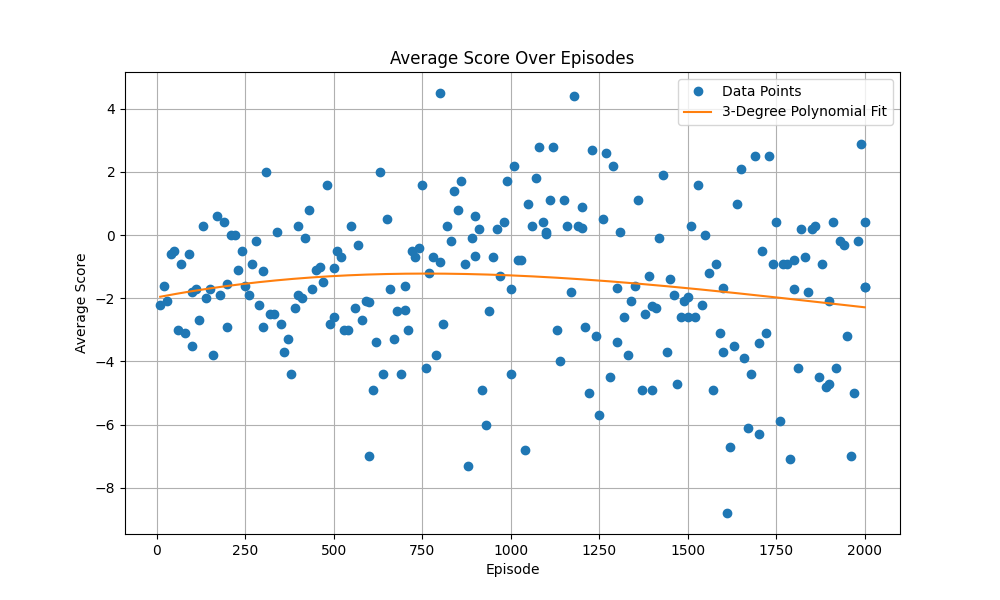 Average Score Over Episodes
Data Points
3-Degree Polynomial Fit
4
2
0
−2
−4
−6
−8
Average Score
0 250 500 750 1000 1250 1500 1750 2000
Episode